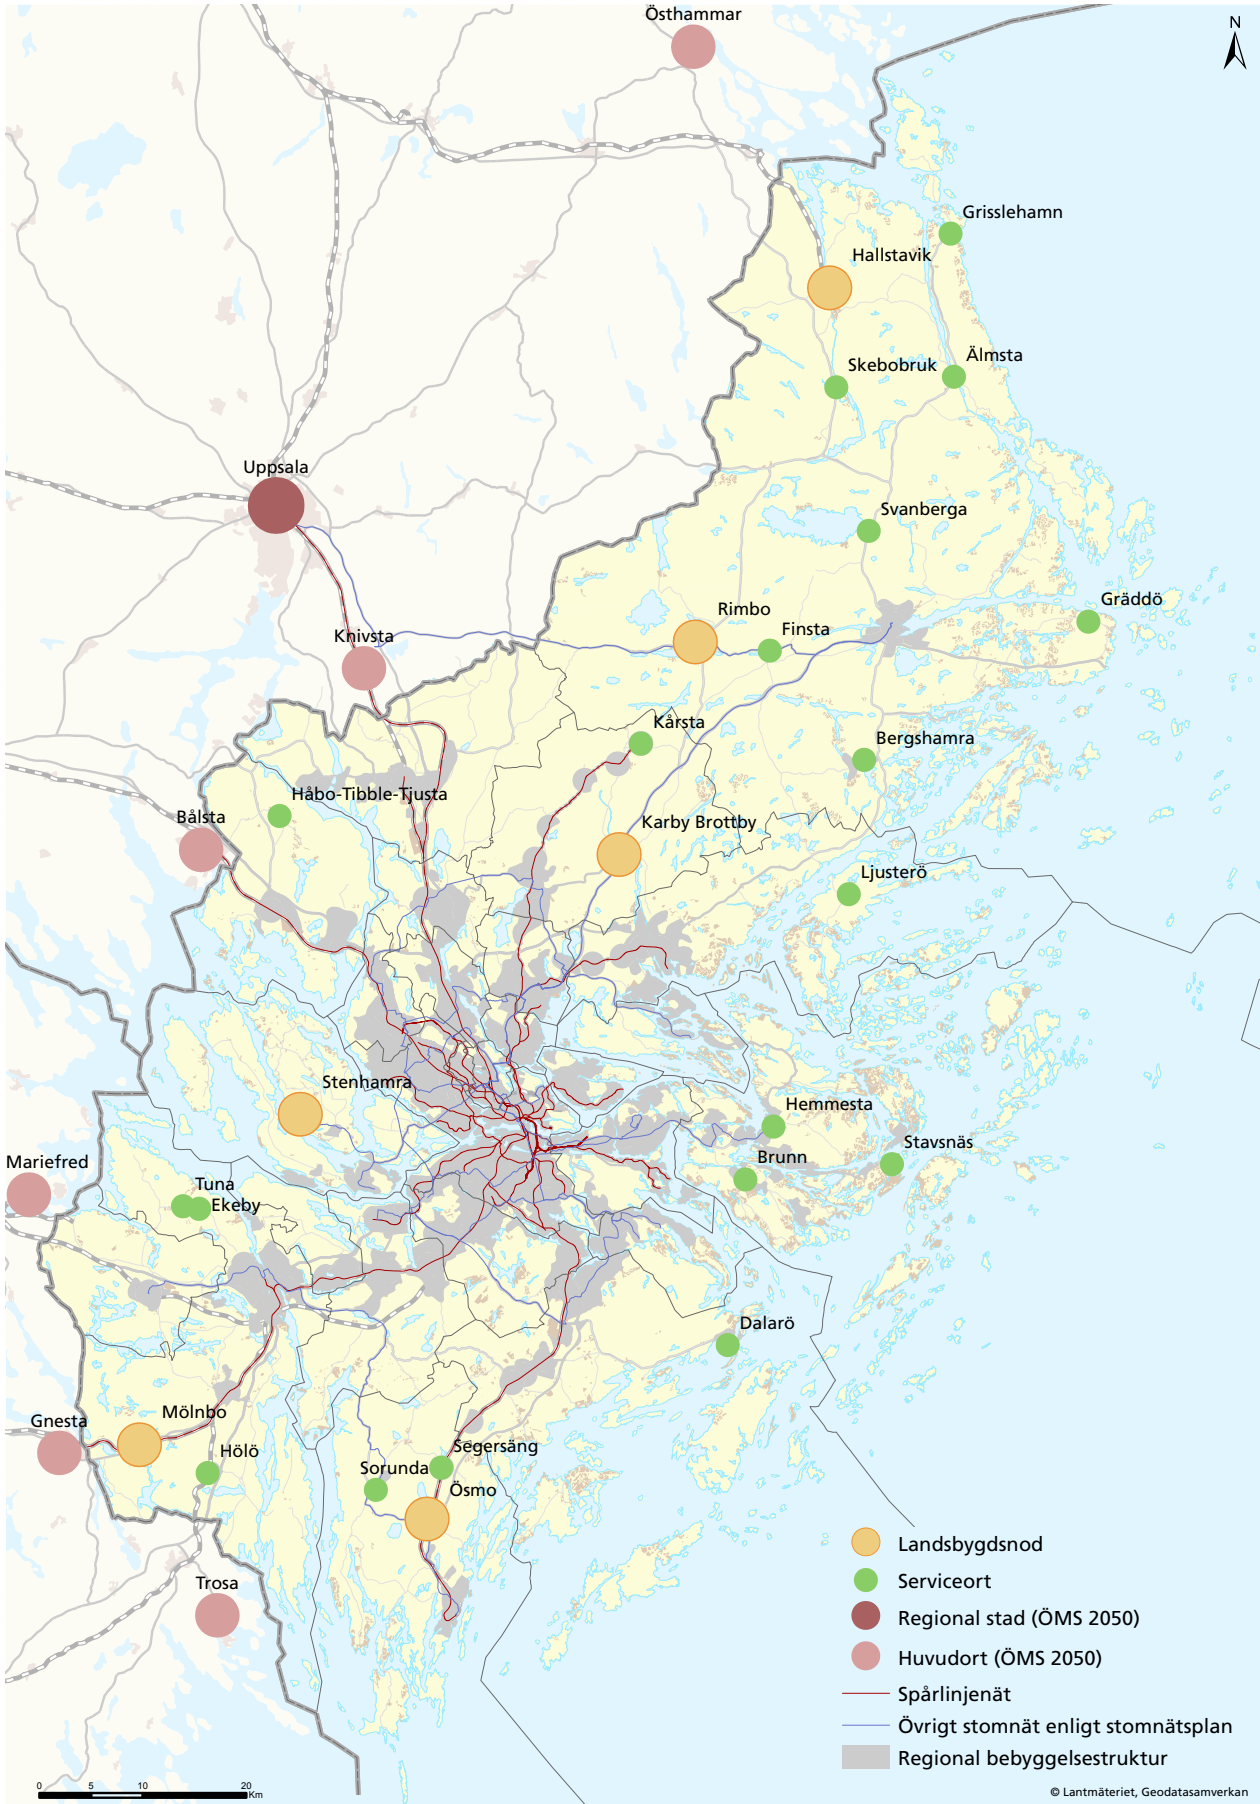 Östhammar
N
Grisslehamn
Hallstavik
Älmsta
Skebobruk
Uppsala
Svanberga
Gräddö
Rimbo
Finsta
Knivsta
Kårsta
Bergshamra
Håbo-Tibble-Tjusta
Bålsta
Karby Brottby
Ljusterö
Stenhamra
Hemmesta
Stavsnäs
Brunn
Mariefred
Tuna
Ekeby
Dalarö
Mölnbo
Gnesta
Hölö
Segersäng
Sorunda
Ösmo
Trosa
Landsbygdsnod
Serviceort
Regional stad (ÖMS 2050)
Huvudort (ÖMS 2050)
Spårlinjenät
Övrigt stomnät enligt stomnätsplan
Regional bebyggelsestruktur
0 5 10 20
Km
© Lantmäteriet, Geodatasamverkan